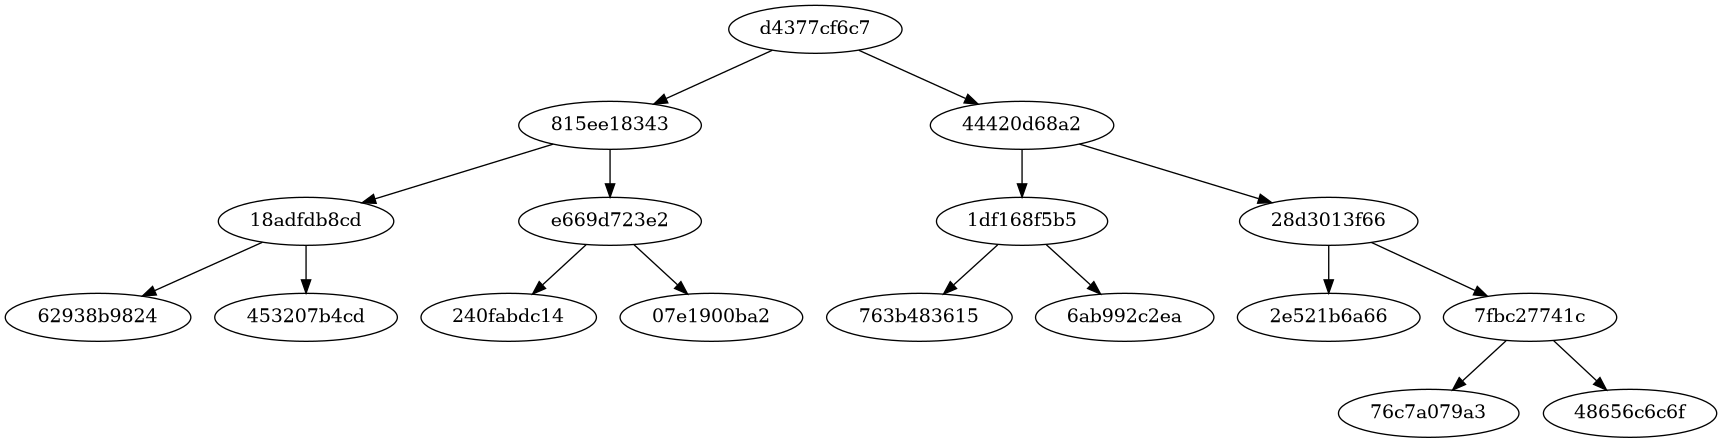 d4377cf6c7
815ee18343
44420d68a2
18adfdb8cd
e669d723e2
1df168f5b5
28d3013f66
62938b9824
453207b4cd
240fabdc14
07e1900ba2
763b483615
6ab992c2ea
2e521b6a66
7fbc27741c
76c7a079a3
48656c6c6f